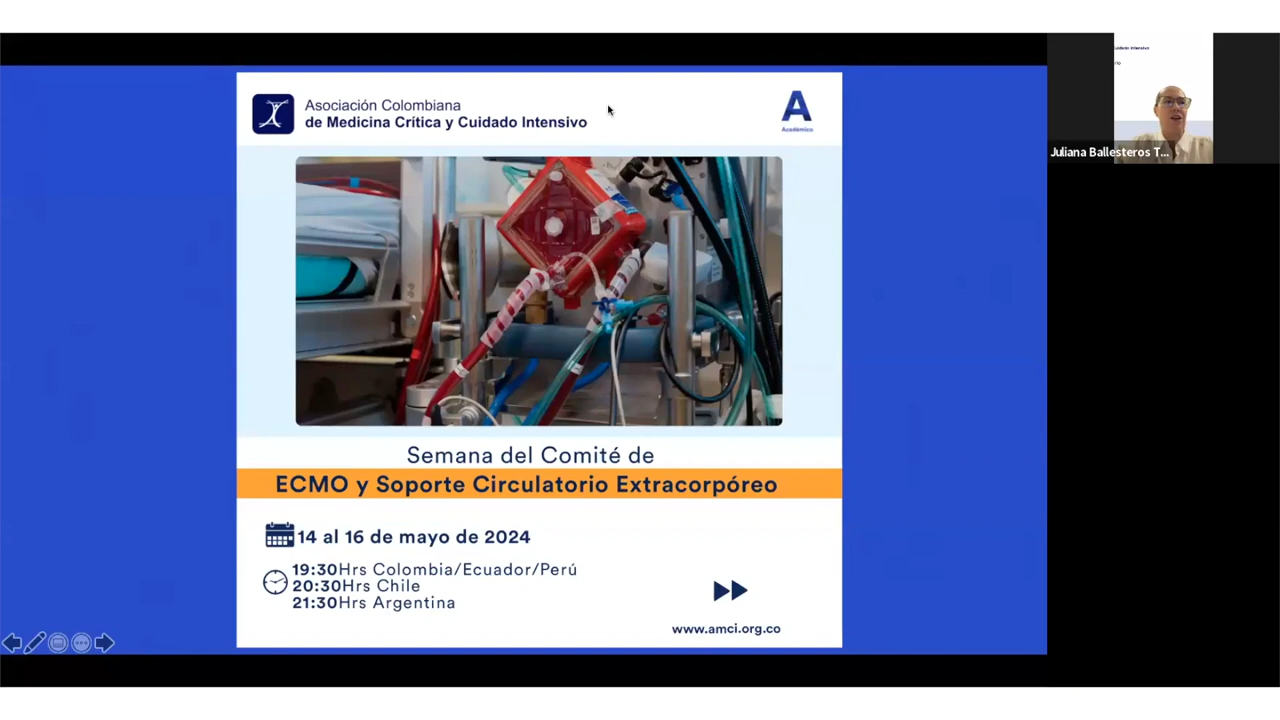 Asociación Colombiana
de Medicina Crítica y Cuidado Intensivo
A
Académico
Semana del Comité de
ECMO y Soporte Circulatorio Extracorpóreo
14 al 16 de mayo de 2024
19:30Hrs Colombia/Ecuador/Perú
20:30Hrs Chile
21:30Hrs Argentina
www.amci.org.co
Juliana Ballesteros T...